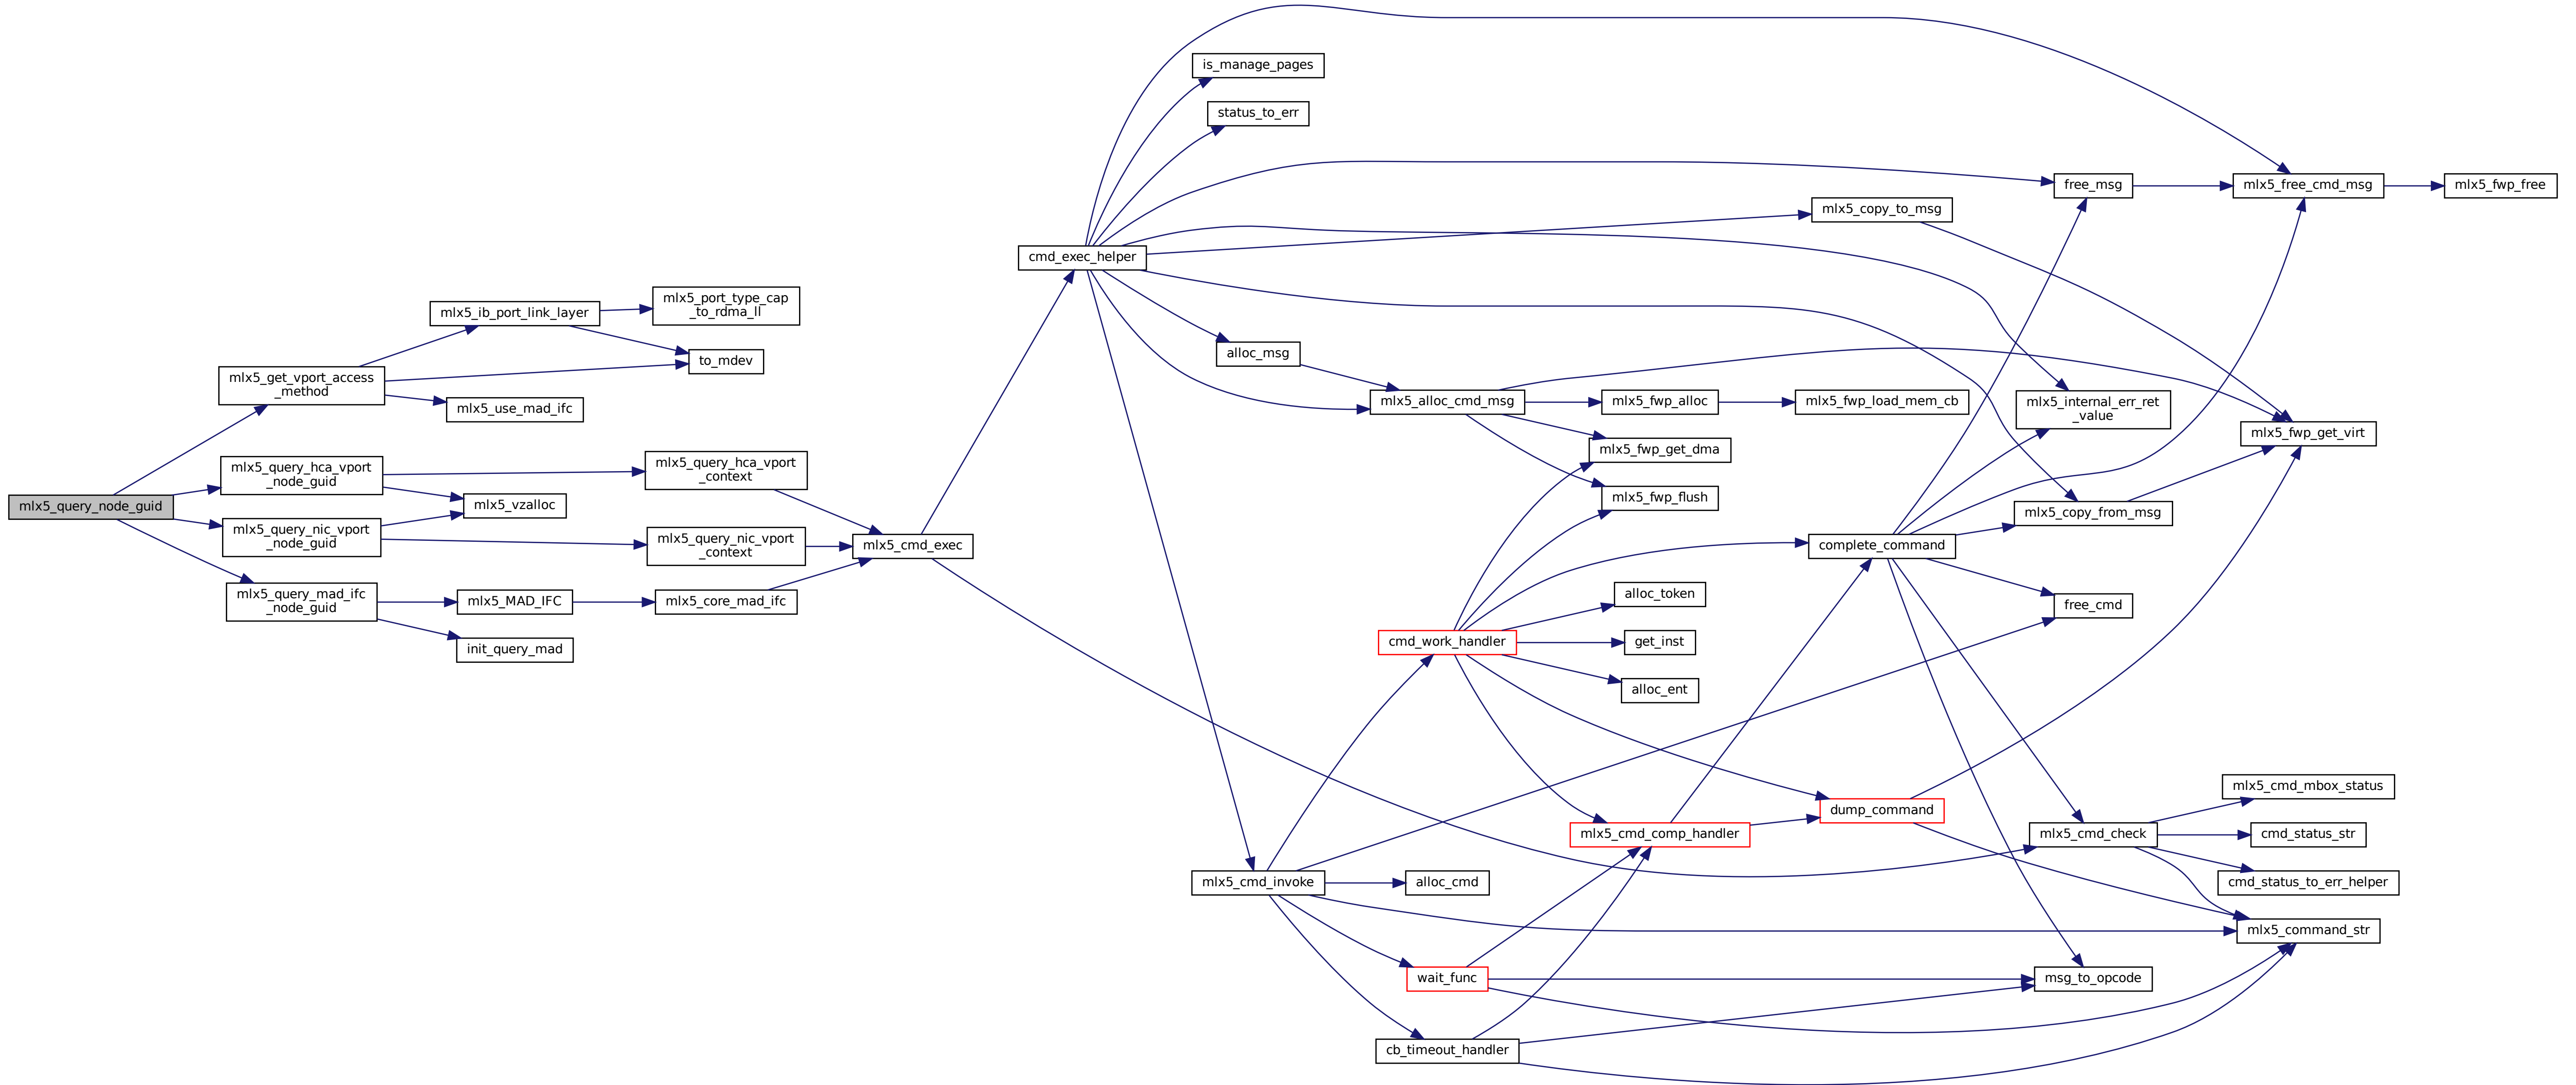 mlx5_query_node_guid
mlx5_get_vport_access
_method
mlx5_query_hca_vport
_node_guid
mlx5_query_nic_vport
_node_guid
mlx5_query_mad_ifc
_node_guid
mlx5_ib_port_link_layer
mlx5_use_mad_ifc
mlx5_vzalloc
mlx5_MAD_IFC
init_query_mad
mlx5_port_type_cap
_to_rdma_ll
to_mdev
mlx5_query_hca_vport
_context
mlx5_query_nic_vport
_context
mlx5_core_mad_ifc
mlx5_cmd_exec
cmd_exec_helper
is_manage_pages
status_to_err
alloc_msg
mlx5_cmd_invoke
mlx5_alloc_cmd_msg
cmd_work_handler
alloc_cmd
wait_func
cb_timeout_handler
mlx5_fwp_alloc
mlx5_fwp_get_dma
mlx5_fwp_flush
alloc_token
get_inst
alloc_ent
mlx5_cmd_comp_handler
mlx5_copy_to_msg
mlx5_fwp_load_mem_cb
complete_command
dump_command
free_msg
mlx5_internal_err_ret
_value
mlx5_copy_from_msg
free_cmd
mlx5_cmd_check
msg_to_opcode
mlx5_free_cmd_msg
mlx5_fwp_get_virt
mlx5_cmd_mbox_status
cmd_status_str
cmd_status_to_err_helper
mlx5_command_str
mlx5_fwp_free